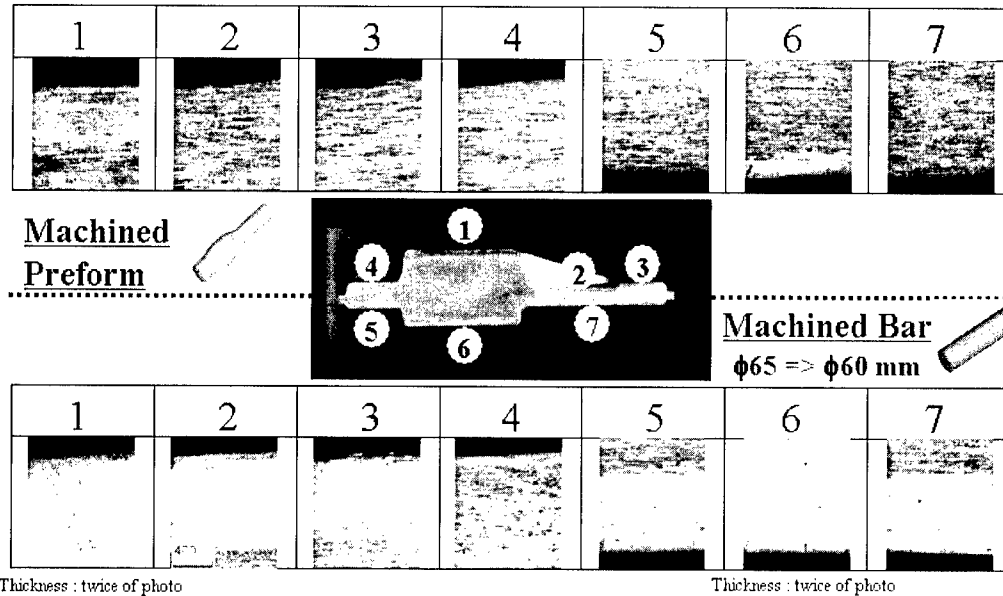 1 2 3 4 5 6 7
Machined
Preform
1
4 2 3
5 6 7
Machined Bar
ϕ65 => ϕ60 mm
1 2 3 4 5 6 7
Thickness : twice of photo
Thickness : twice of photo